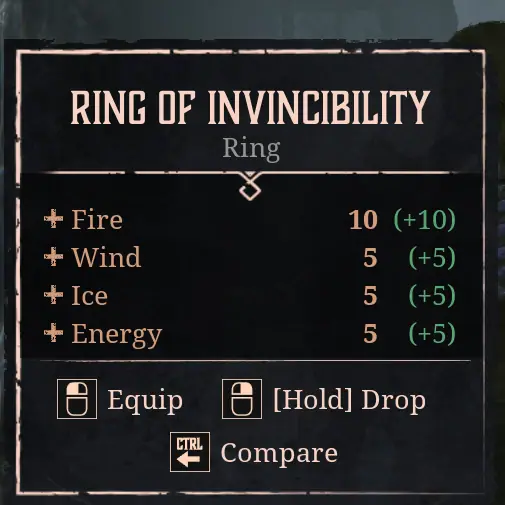 RING OF INVINCIBILITY
Ring
Fire 10 (+10)
Wind 5 (+5)
Ice 5 (+5)
Energy 5 (+5)
Equip [Hold] Drop
CTRL Compare